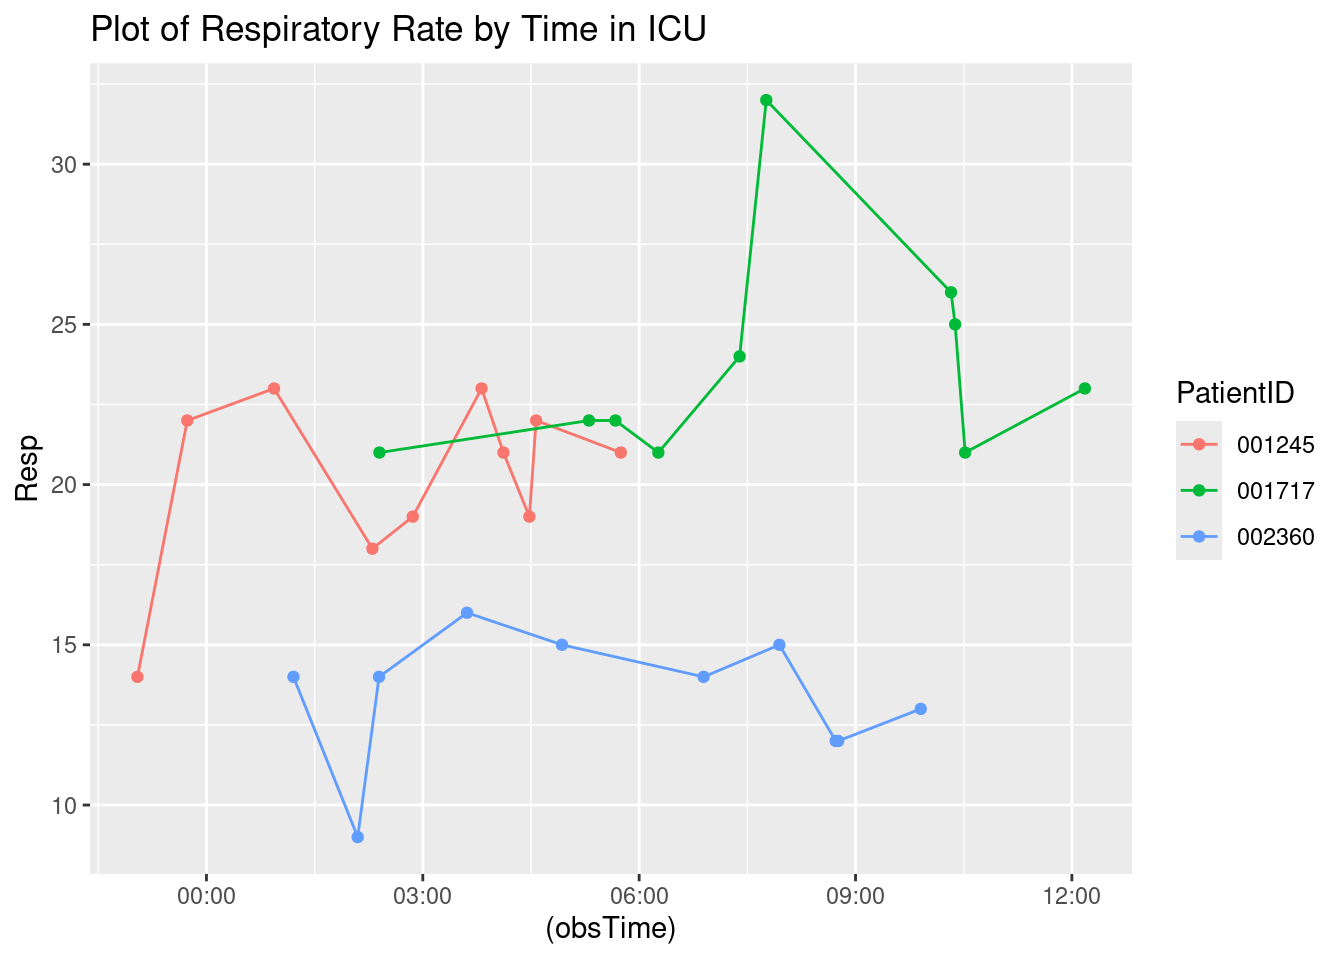 Plot of Respiratory Rate by Time in ICU
Resp
30
25
20
15
10
00:00 03:00 06:00 09:00 12:00
(obsTime)
PatientID
001245
001717
002360